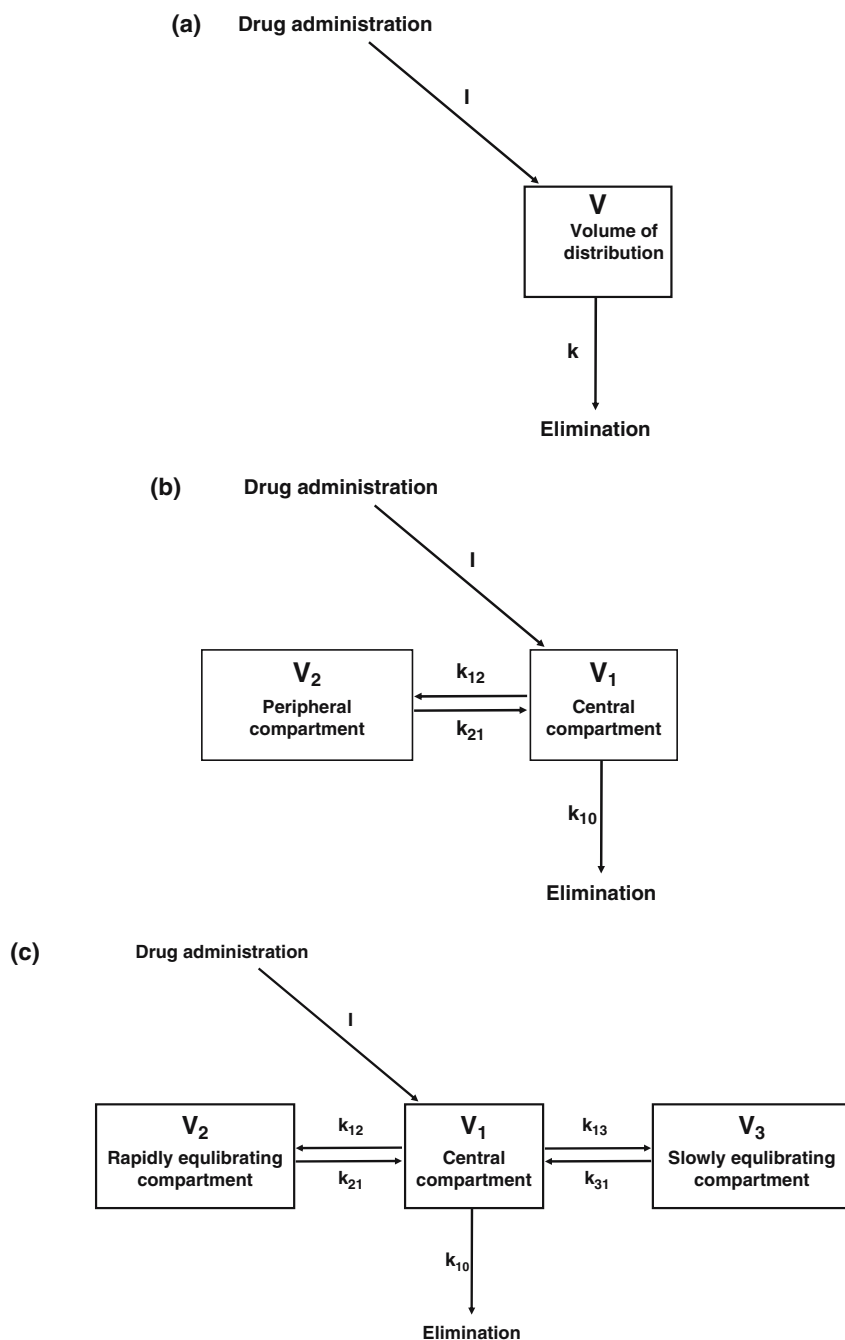 (a) Drug administration
I
V
Volume of
distribution
k
Elimination
(b) Drug administration
I
V2
Peripheral
compartment
k12
k21
V1
Central
compartment
k10
Elimination
(c) Drug administration
I
V2
Rapidly equlibrating
compartment
k12
k21
V1
Central
compartment
k13
k31
V3
Slowly equlibrating
compartment
k10
Elimination